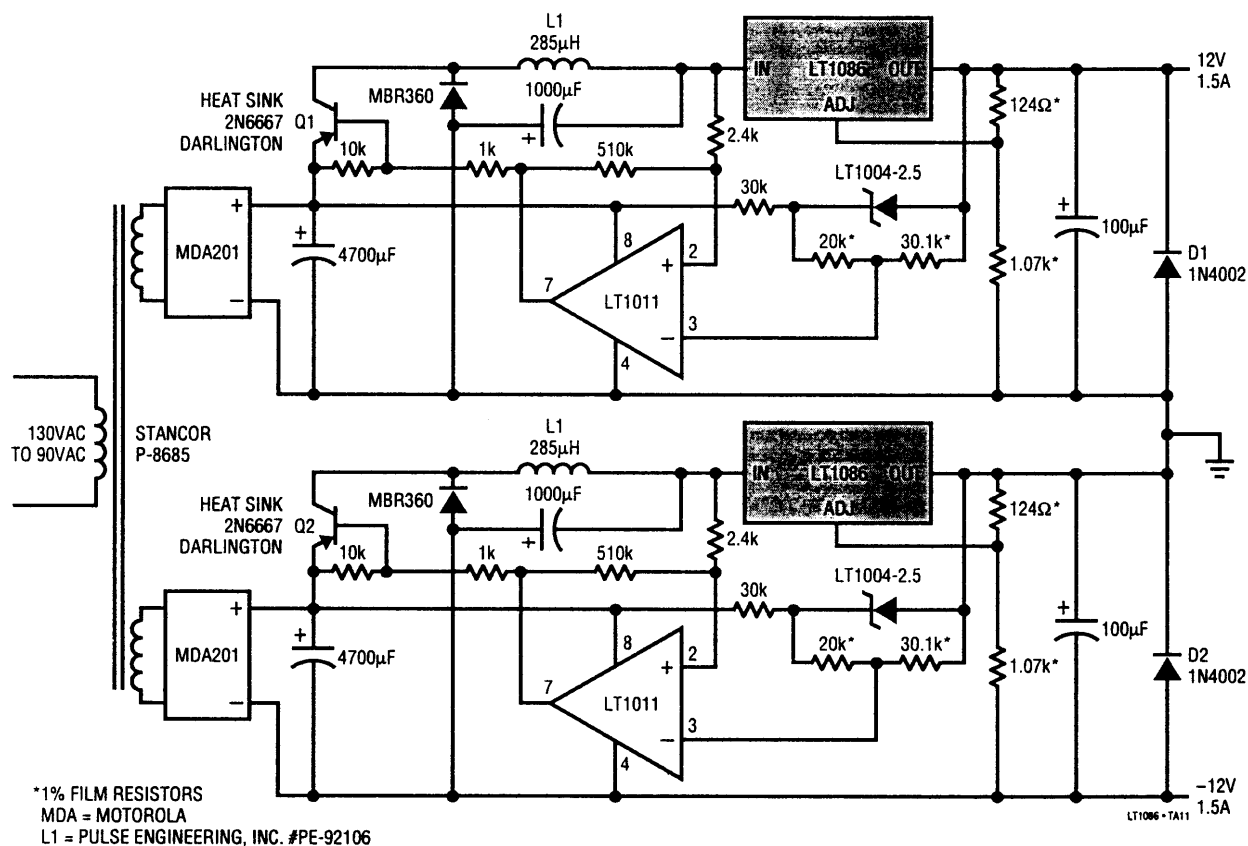 L1
285µH
1000µF
MBR360
HEAT SINK
2N6667
DARLINGTON
Q1
10k
1k
510k
2.4k
IN
LT1086
OUT
ADJ
124Ω*
12V
1.5A
LT1004-2.5
30k
20k*
30.1k*
1.07k*
+
100µF
D1
1N4002
+
MDA201
−
+
4700µF
+
8
2
+
7
LT1011
3
−
4
130VAC
TO 90VAC
STANCOR
P-8685
L1
285µH
1000µF
MBR360
HEAT SINK
2N6667
DARLINGTON
Q2
10k
1k
510k
2.4k
IN
LT1086
OUT
ADJ
124Ω*
LT1004-2.5
30k
20k*
30.1k*
1.07k*
+
100µF
D2
1N4002
+
MDA201
−
+
4700µF
+
8
2
+
7
LT1011
3
−
4
−12V
1.5A
LT1086 • TA11
*1% FILM RESISTORS
MDA = MOTOROLA
L1 = PULSE ENGINEERING, INC. #PE-92106